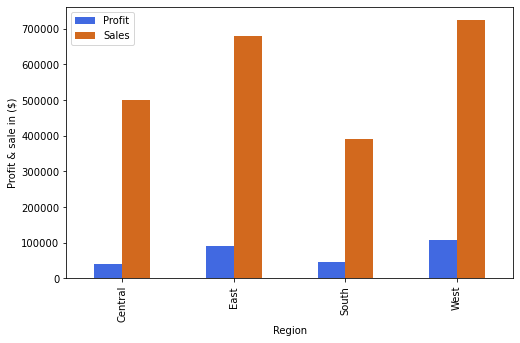 Profit
Sales
Profit & sale in ($)
700000
600000
500000
400000
300000
200000
100000
0
Central
East
South
West
Region